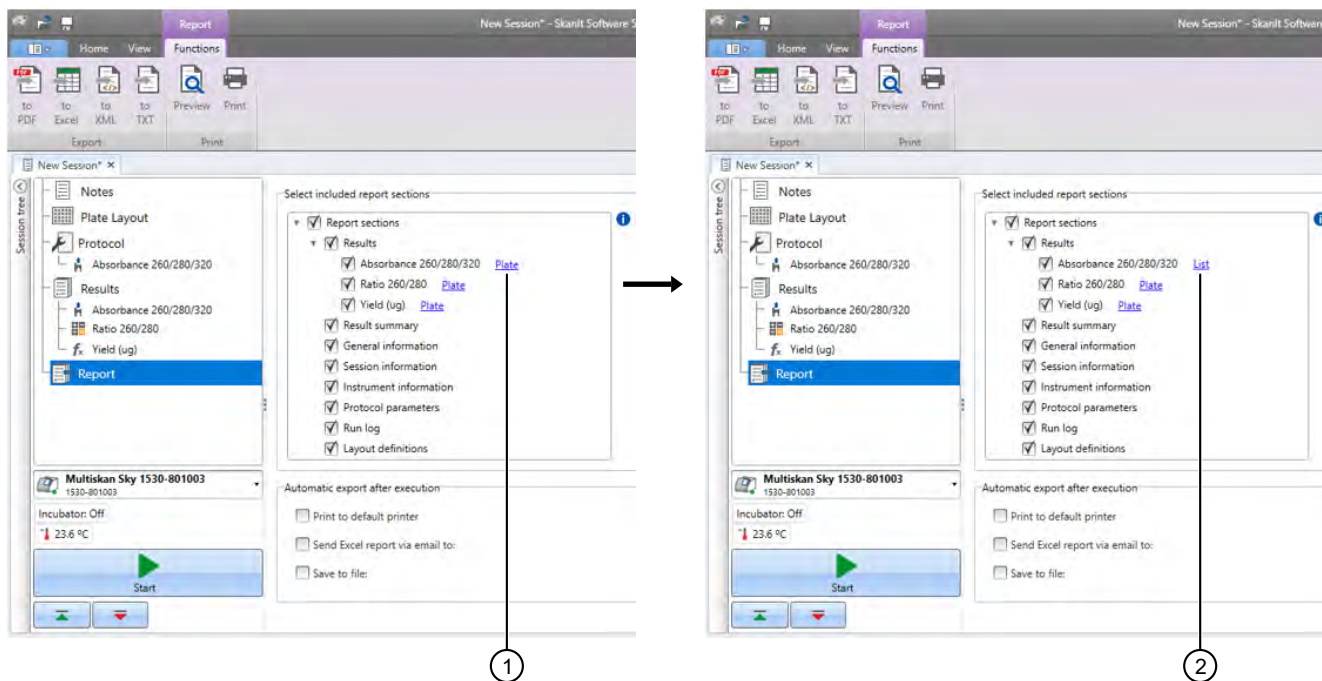 Report
New Session* - SkanIt Software S
Home View Functions
PDF
to PDF
to Excel
to XML
to TXT
Preview
Print
Export
Print
New Session* ×
Session tree
Notes
Plate Layout
Protocol
Absorbance 260/280/320
Results
Absorbance 260/280/320
Ratio 260/280
fx Yield (ug)
Report
Select included report sections
Report sections
Results
Absorbance 260/280/320 Plate
Ratio 260/280 Plate
Yield (ug) Plate
Result summary
General information
Session information
Instrument information
Protocol parameters
Run log
Layout definitions
Multiskan Sky 1530-801003
1530-801003
Incubator: Off
23.6 ºC
Start
Automatic export after execution
Print to default printer
Send Excel report via email to:
Save to file:
1
Report
New Session* - SkanIt Software
Home View Functions
PDF
to PDF
to Excel
to XML
to TXT
Preview
Print
Export
Print
New Session* ×
Session tree
Notes
Plate Layout
Protocol
Absorbance 260/280/320
Results
Absorbance 260/280/320
Ratio 260/280
fx Yield (ug)
Report
Select included report sections
Report sections
Results
Absorbance 260/280/320 List
Ratio 260/280 Plate
Yield (ug) Plate
Result summary
General information
Session information
Instrument information
Protocol parameters
Run log
Layout definitions
Multiskan Sky 1530-801003
1530-801003
Incubator: Off
23.6 ºC
Start
Automatic export after execution
Print to default printer
Send Excel report via email to:
Save to file:
2